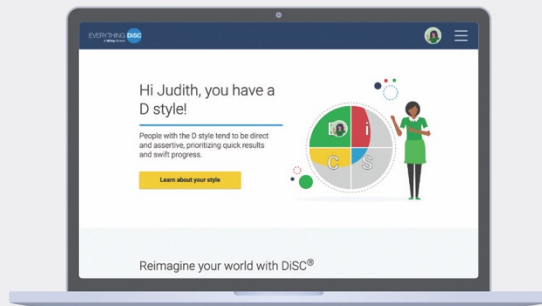 EVERYTHING DiSC
A Wiley Brand
Hi Judith, you have a
D style!
People with the D style tend to be direct
and assertive, prioritizing quick results
and swift progress.
Learn about your style
i
C S
Reimagine your world with DiSC®